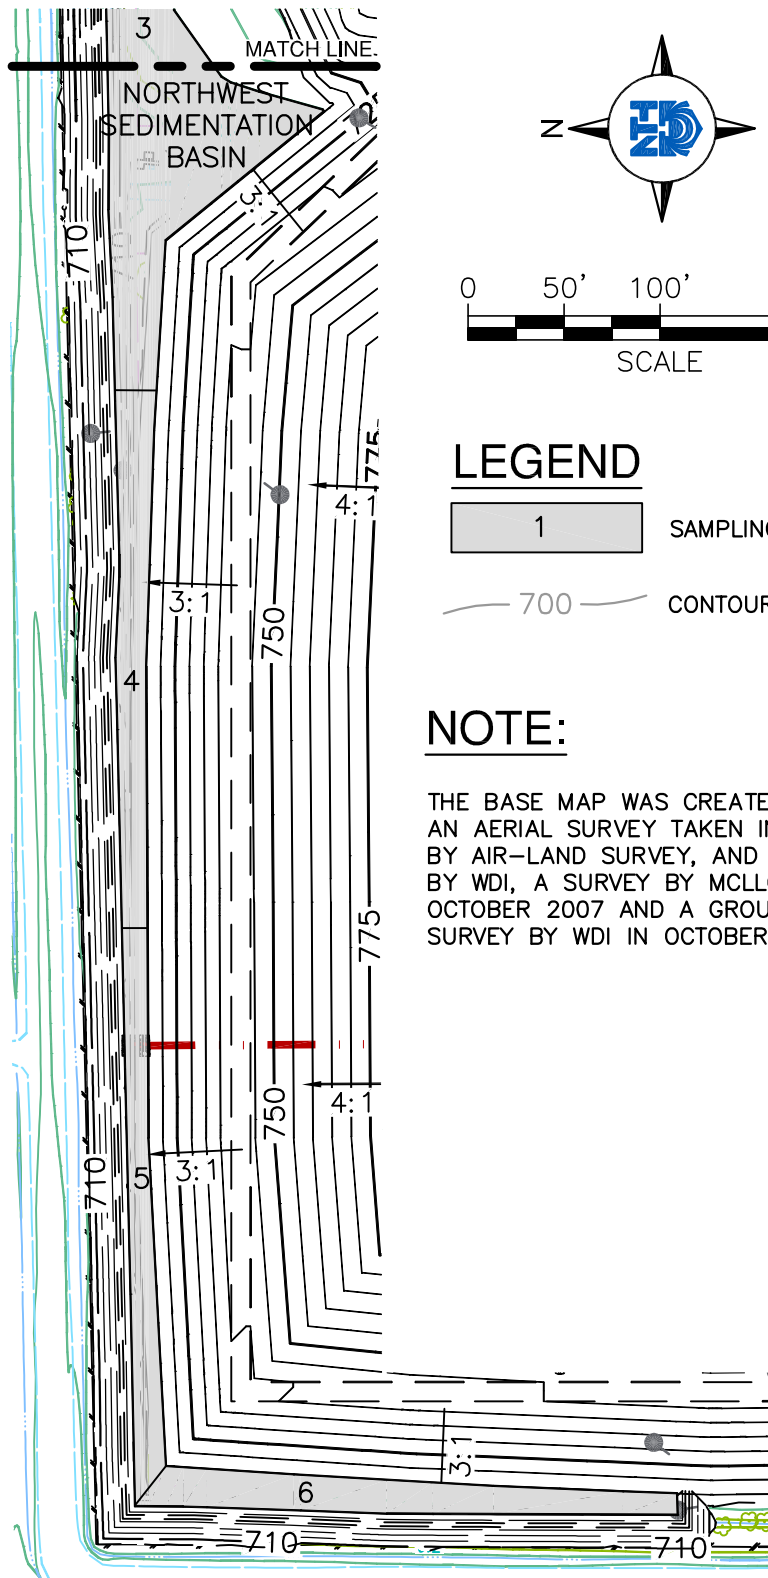 3
MATCH LINE
NORTHWEST
SEDIMENTATION
BASIN
N
3:1
710
0 50' 100'
SCALE
LEGEND
1
SAMPLING
700
CONTOUR
775
4:1
3:1
750
4
NOTE:
THE BASE MAP WAS CREATE
AN AERIAL SURVEY TAKEN IN
BY AIR-LAND SURVEY, AND
BY WDI, A SURVEY BY MCLL
OCTOBER 2007 AND A GROU
SURVEY BY WDI IN OCTOBER
775
750
4:1
710
5
3:1
3:1
6
710
710